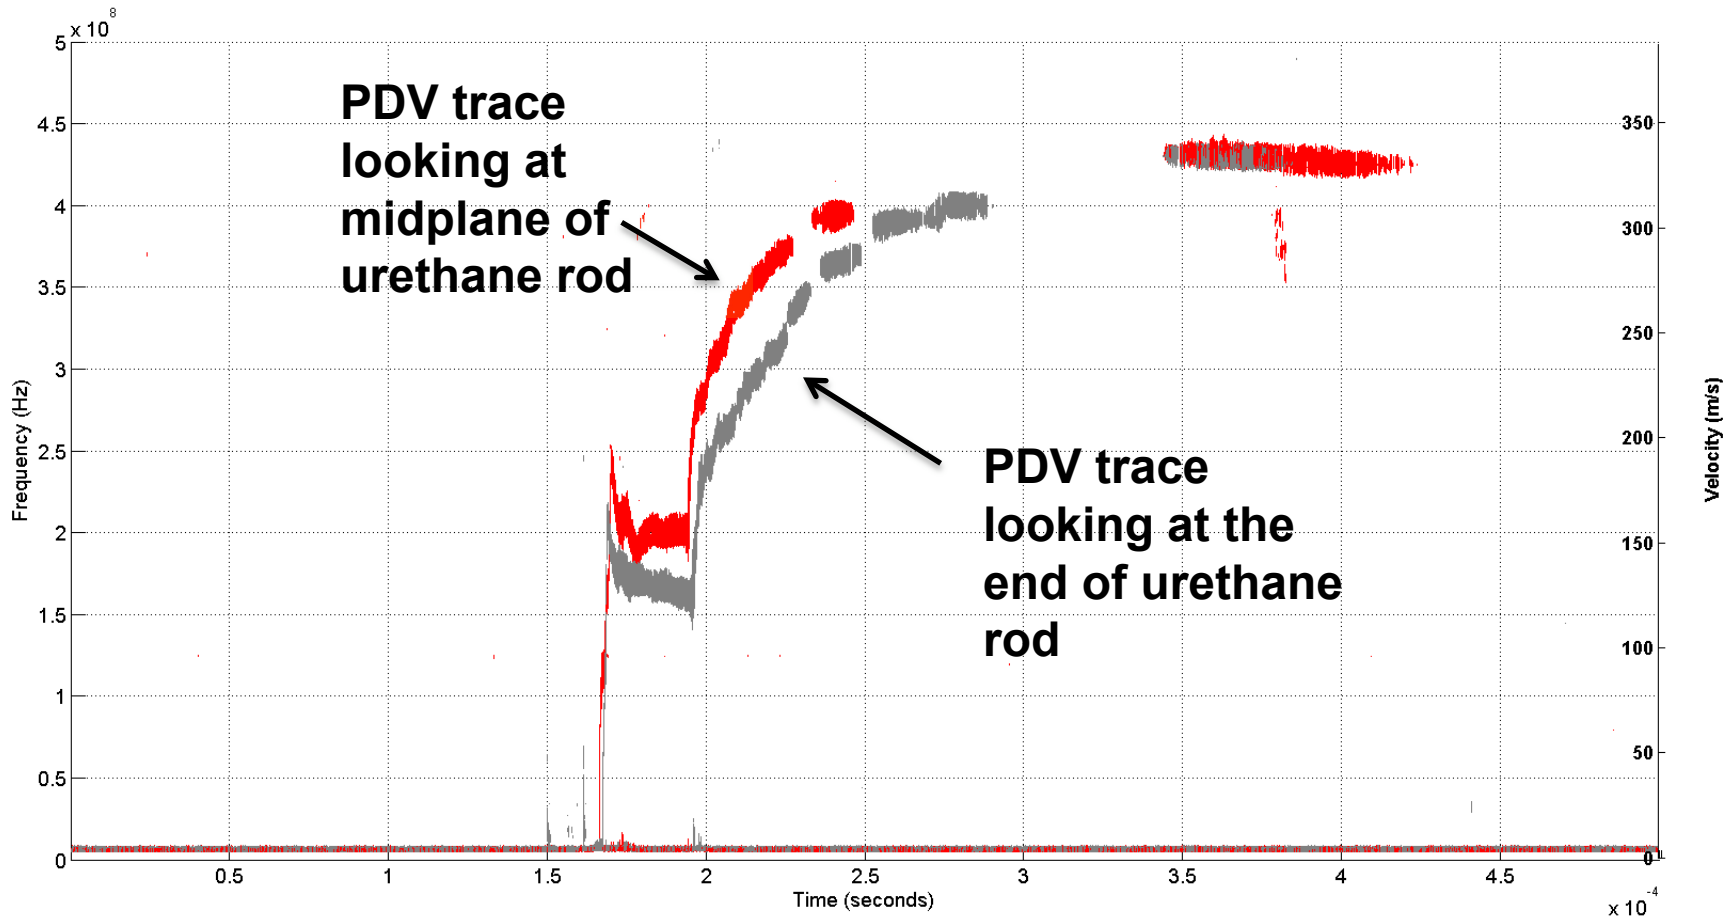 x 10^8
5
4.5
4
3.5
3
2.5
2
1.5
1
0.5
0
Frequency (Hz)
PDV trace
looking at
midplane of
urethane rod
PDV trace
looking at the
end of urethane
rod
350
300
250
200
150
100
50
0
Velocity (m/s)
0.5
1
1.5
2
2.5
3
3.5
4
4.5
Time (seconds)
x 10^-4